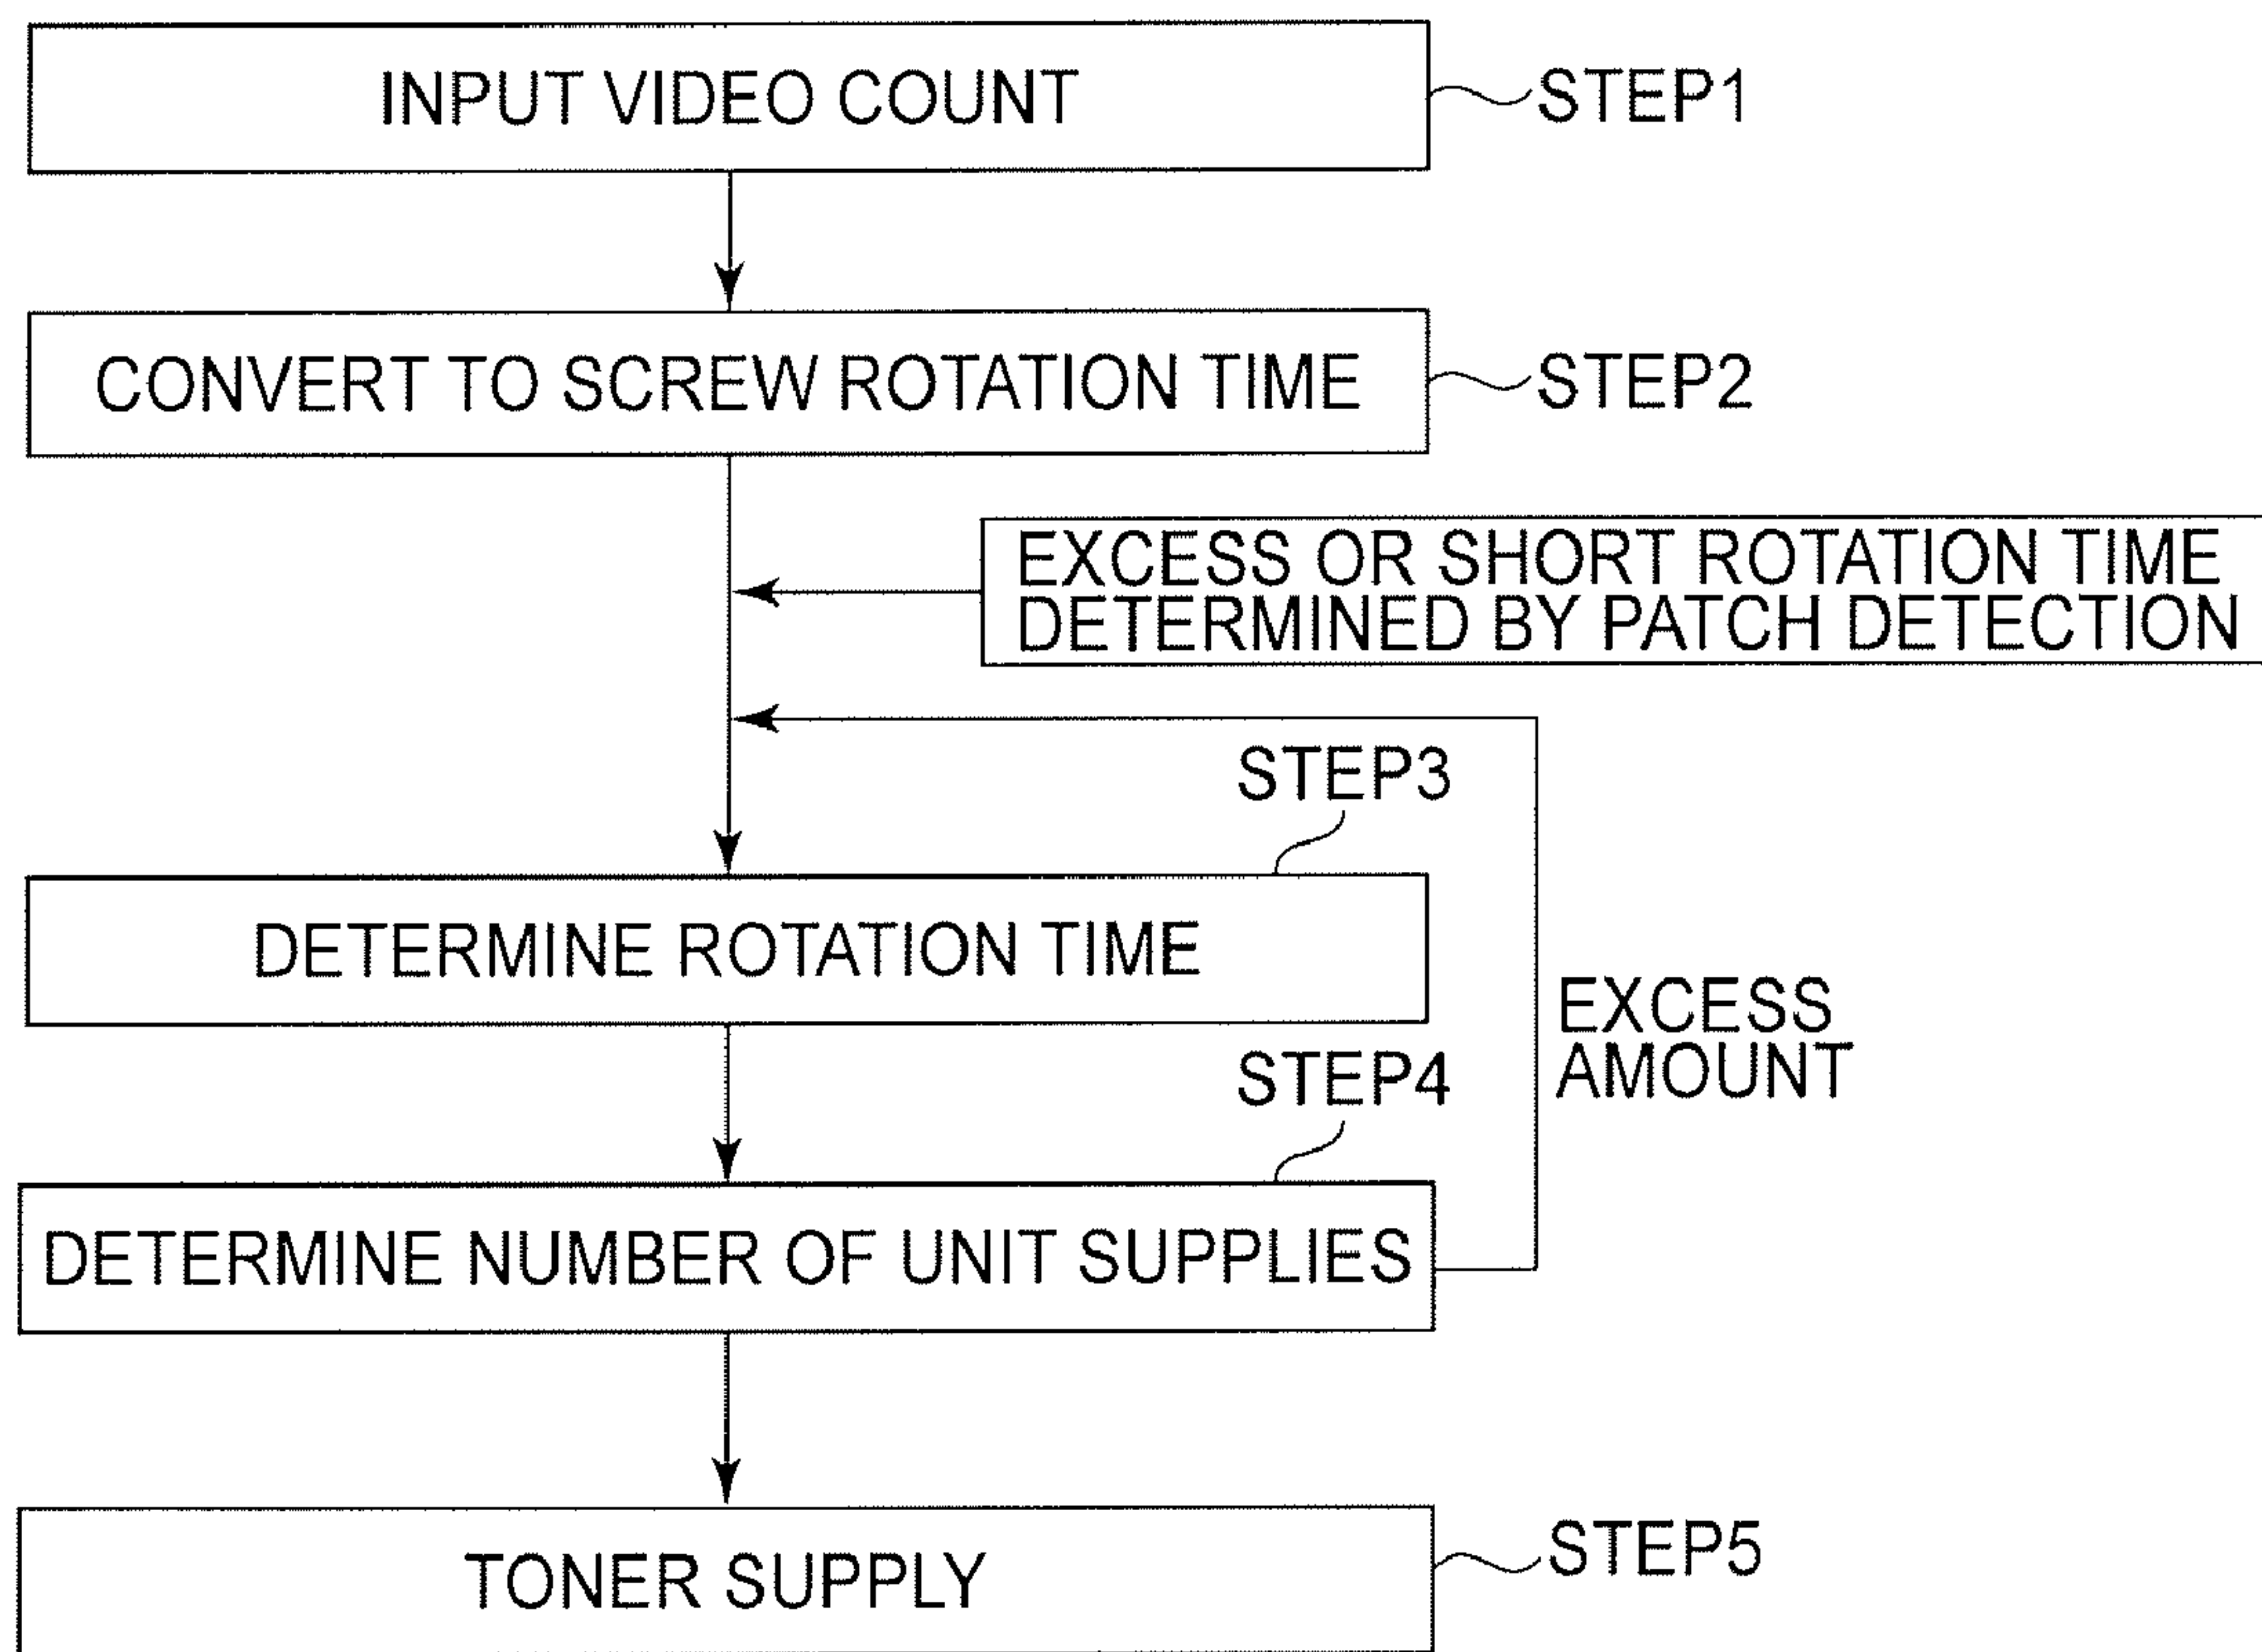 INPUT VIDEO COUNT
STEP1
CONVERT TO SCREW ROTATION TIME
STEP2
EXCESS OR SHORT ROTATION TIME
DETERMINED BY PATCH DETECTION
STEP3
DETERMINE ROTATION TIME
EXCESS
AMOUNT
STEP4
DETERMINE NUMBER OF UNIT SUPPLIES
TONER SUPPLY
STEP5